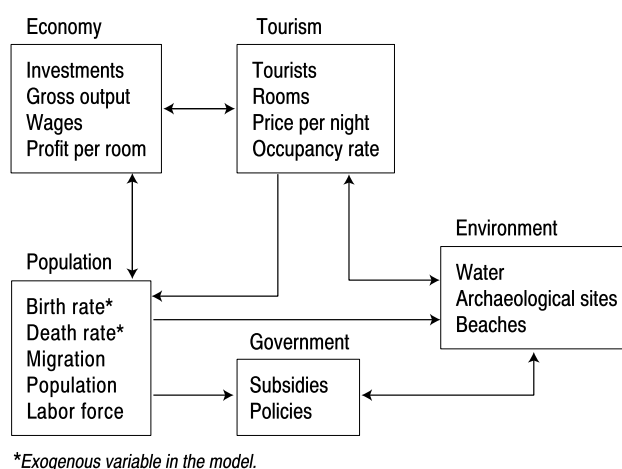 Economy
Investments
Gross output
Wages
Profit per room
Tourism
Tourists
Rooms
Price per night
Occupancy rate
Population
Birth rate*
Death rate*
Migration
Population
Labor force
Government
Subsidies
Policies
Environment
Water
Archaeological sites
Beaches
*Exogenous variable in the model.